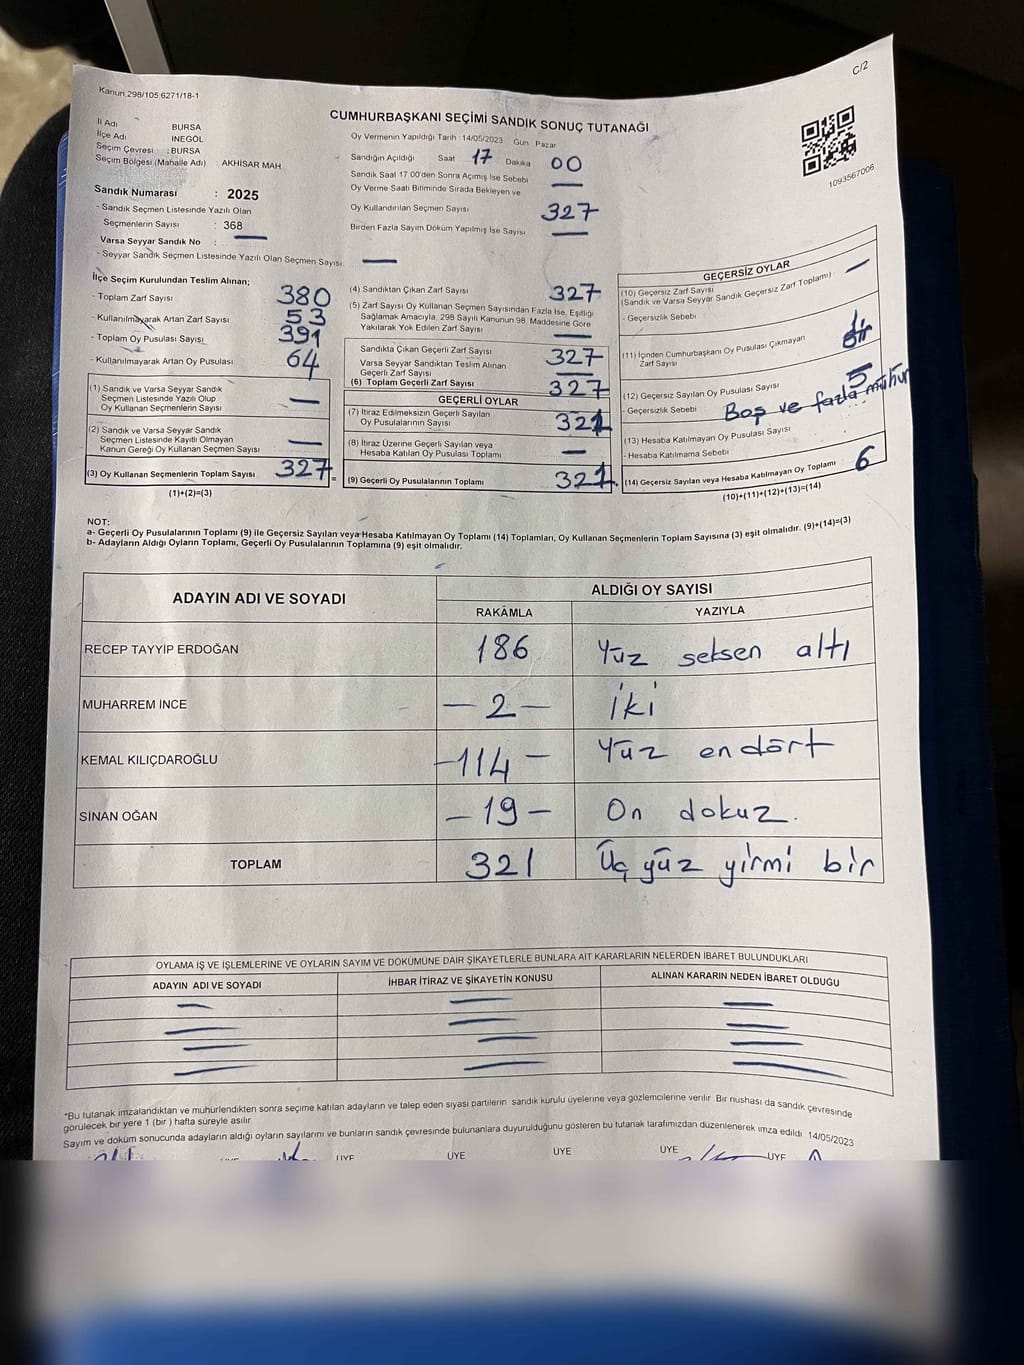 C/2
Kanun 298/105 6271/18-1
CUMHURBAŞKANI SEÇİMİ SANDIK SONUÇ TUTANAĞI
İl Adı BURSA
İlçe Adı İNEGÖL
Seçim Çevresi : BURSA
Seçim Bölgesi (Mahalle Adı) : AKHİSAR MAH.
Sandık Numarası : 2025
- Sandık Seçmen Listesinde Yazılı Olan
Seçmenlerin Sayısı : 368
Varsa Seyyar Sandık No : —
- Seyyar Sandık Seçmen Listesinde Yazılı Olan Seçmen Sayısı: —
Oy Vermenin Yapıldığı Tarih : 14/05/2023 Gün Pazar
Sandığın Açıldığı Saat 17 Dakika 00
Sandık Saat 17.00'den Sonra Açımış İse Sebebi —
Oy Verme Saati Bitiminde Sırada Bekleyen ve
Oy Kullandırılan Seçmen Sayısı 327
Birden Fazla Sayım Döküm Yapılmış İse Sayısı —
1093567006
İlçe Seçim Kurulundan Teslim Alınan;
- Toplam Zarf Sayısı 380
- Kullanılmayarak Artan Zarf Sayısı 53
- Toplam Oy Pusulası Sayısı 391
- Kullanılmayarak Artan Oy Pusulası 64
(1) Sandık ve Varsa Seyyar Sandık
Seçmen Listesinde Yazılı Olup
Oy Kullanan Seçmenlerin Sayısı —
(2) Sandık ve Varsa Seyyar Sandık
Seçmen Listesinde Kayıtlı Olmayan
Kanun Gereği Oy Kullanan Seçmen Sayısı —
(3) Oy Kullanan Seçmenlerin Toplam Sayısı 327 =
(1)+(2)=(3)
(4) Sandıktan Çıkan Zarf Sayısı 327
(5) Zarf Sayısı Oy Kullanan Seçmen Sayısından Fazla İse, Eşitliği
Sağlamak Amacıyla, 298 Sayılı Kanunun 98. Maddesine Göre
Yakılarak Yok Edilen Zarf Sayısı —
Sandıkta Çıkan Geçerli Zarf Sayısı 327
Varsa Seyyar Sandıktan Teslim Alınan
Geçerli Zarf Sayısı —
(6) Toplam Geçerli Zarf Sayısı 327
GEÇERLİ OYLAR
(7) İtiraz Edilmeksizin Geçerli Sayılan
Oy Pusulalarının Sayısı 321
(8) İtiraz Üzerine Geçerli Sayılan veya
Hesaba Katılan Oy Pusulası Toplamı —
(9) Geçerli Oy Pusulalarının Toplamı 321
GEÇERSİZ OYLAR
(10) Geçersiz Zarf Sayısı —
(Sandık ve Varsa Seyyar Sandık Geçersiz Zarf Toplamı)
- Geçersizlik Sebebi
(11) İçinden Cumhurbaşkanı Oy Pusulası Çıkmayan
Zarf Sayısı bir
(12) Geçersiz Sayılan Oy Pusulası Sayısı 5
- Geçersizlik Sebebi Boş ve fazla mühür
(13) Hesaba Katılmayan Oy Pusulası Sayısı
- Hesaba Katılmama Sebebi
(14) Geçersiz Sayılan veya Hesaba Katılmayan Oy Toplamı 6
(10)+(11)+(12)+(13)=(14)
NOT:
a- Geçerli Oy Pusulalarının Toplamı (9) ile Geçersiz Sayılan veya Hesaba Katılmayan Oy Toplamı (14) Toplamları, Oy Kullanan Seçmenlerin Toplam Sayısına (3) eşit olmalıdır. (9)+(14)=(3)
b- Adayların Aldığı Oyların Toplamı, Geçerli Oy Pusulalarının Toplamına (9) eşit olmalıdır.
ADAYIN ADI VE SOYADI ALDIĞI OY SAYISI
RAKAMLA YAZIYLA
RECEP TAYYİP ERDOĞAN 186 Yüz seksen altı
MUHARREM İNCE — 2 — iki
KEMAL KILIÇDAROĞLU — 114 — Yüz endört
SİNAN OĞAN — 19 — On dokuz.
TOPLAM 321 Üç yüz yirmi bir
OYLAMA İŞ VE İŞLEMLERİNE VE OYLARIN SAYIM VE DÖKÜMÜNE DAİR ŞİKAYETLERLE BUNLARA AİT KARARLARIN NELERDEN İBARET BULUNDUKLARI
ADAYIN ADI VE SOYADI İHBAR İTİRAZ VE ŞİKAYETİN KONUSU ALINAN KARARIN NEDEN İBARET OLDUĞU
— — —
— — —
— — —
— — —
"Bu tutanak imzalandıktan ve mühürlendikten sonra seçime katılan adayların ve talep eden siyasi partilerin sandık kurulu üyelerine veya gözlemcilerine verilir. Bir nushası da sandık çevresinde
görülecek bir yere 1 (bir) hafta süreyle asılır
Sayım ve döküm sonucunda adayların aldığı oyların sayılarını ve bunların sandık çevresinde bulunanlara duyurulduğunu gösteren bu tutanak tarafımızdan düzenlenerek imza edildi 14/05/2023
ÜYE ÜYE ÜYE ÜYE ÜYE